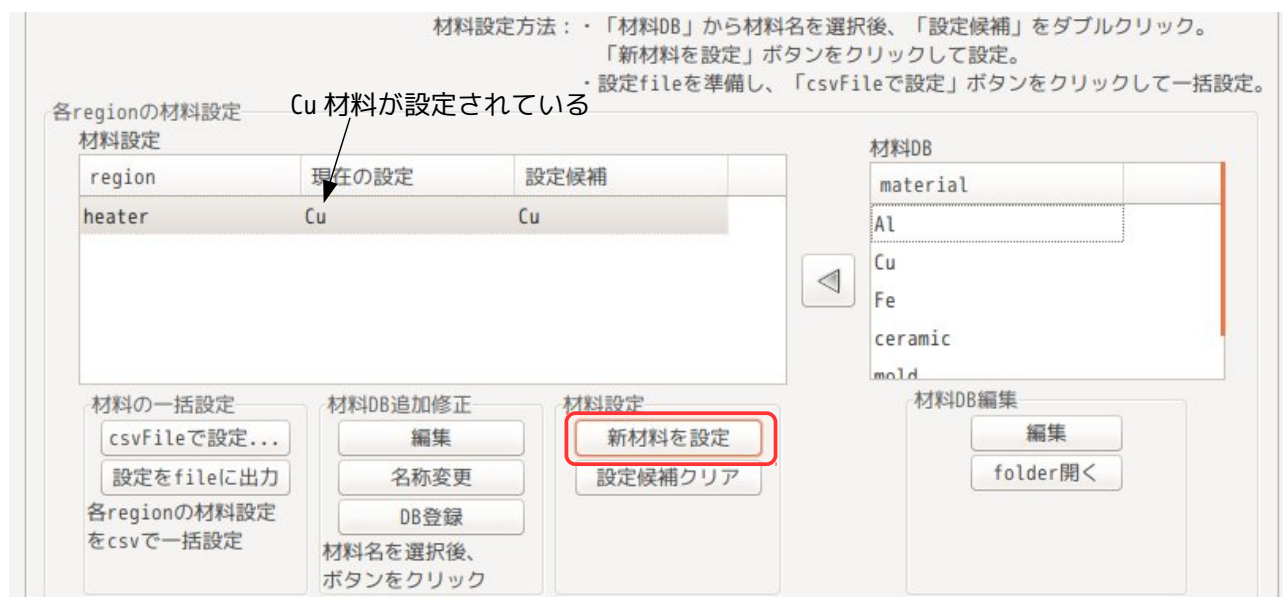 材料設定方法：・「材料DB」から材料名を選択後、「設定候補」をダブルクリック。
「新材料を設定」ボタンをクリックして設定。
・設定fileを準備し、「csvFileで設定」ボタンをクリックして一括設定。
各regionの材料設定
Cu 材料が設定されている
材料設定
region 現在の設定 設定候補
heater Cu Cu
材料DB
material
Al
Cu
Fe
ceramic
mold
材料の一括設定
csvFileで設定...
設定をfileに出力
各regionの材料設定
をcsvで一括設定
材料DB追加修正
編集
名称変更
DB登録
材料名を選択後、
ボタンをクリック
材料設定
新材料を設定
設定候補クリア
材料DB編集
編集
folder開く